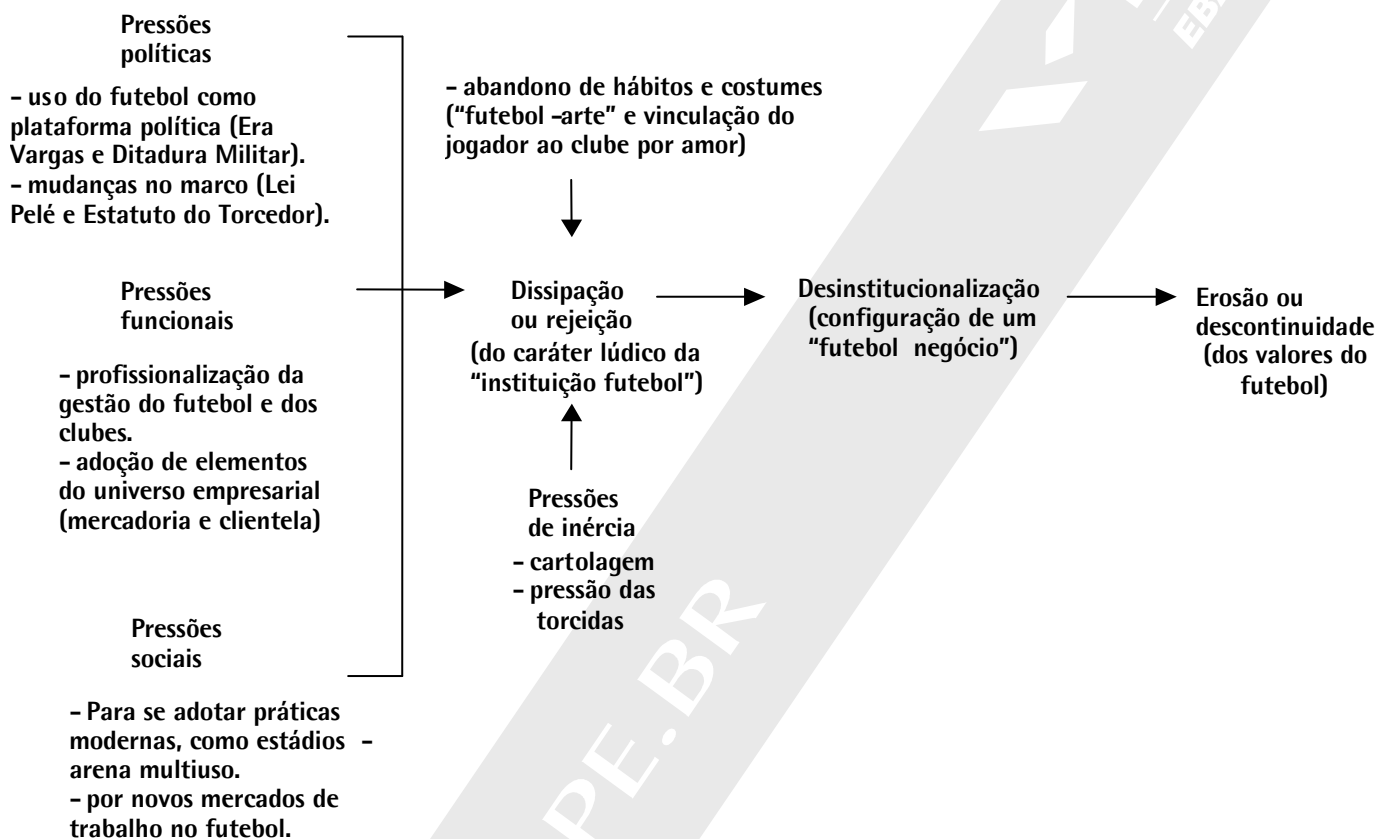 Pressões
políticas
- uso do futebol como
plataforma política (Era
Vargas e Ditadura Militar).
- mudanças no marco (Lei
Pelé e Estatuto do Torcedor).
Pressões
funcionais
- profissionalização da
gestão do futebol e dos
clubes.
- adoção de elementos
do universo empresarial
(mercadoria e clientela)
Pressões
sociais
- Para se adotar práticas
modernas, como estádios -
arena multiuso.
- por novos mercados de
trabalho no futebol.
- abandono de hábitos e costumes
("futebol -arte" e vinculação do
jogador ao clube por amor)
Dissipação
ou rejeição
(do caráter lúdico da
"instituição futebol")
Pressões
de inércia
- cartolagem
- pressão das
torcidas
Desinstitucionalização
(configuração de um
"futebol negócio")
Erosão ou
descontinuidade
(dos valores do
futebol)
PE.BR